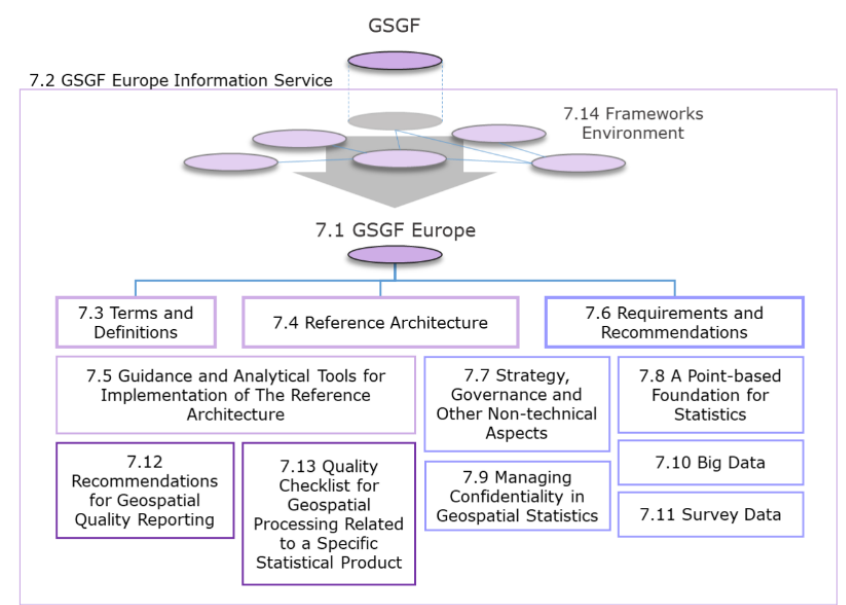 GSGF
7.2 GSGF Europe Information Service
7.14 Frameworks
Environment
7.1 GSGF Europe
7.3 Terms and
Definitions
7.4 Reference Architecture
7.6 Requirements and
Recommendations
7.5 Guidance and Analytical Tools for
Implementation of The Reference
Architecture
7.7 Strategy,
Governance and
Other Non-technical
Aspects
7.8 A Point-based
Foundation for
Statistics
7.12
Recommendations
for Geospatial
Quality Reporting
7.13 Quality
Checklist for
Geospatial
Processing Related
to a Specific
Statistical Product
7.9 Managing
Confidentiality in
Geospatial Statistics
7.10 Big Data
7.11 Survey Data